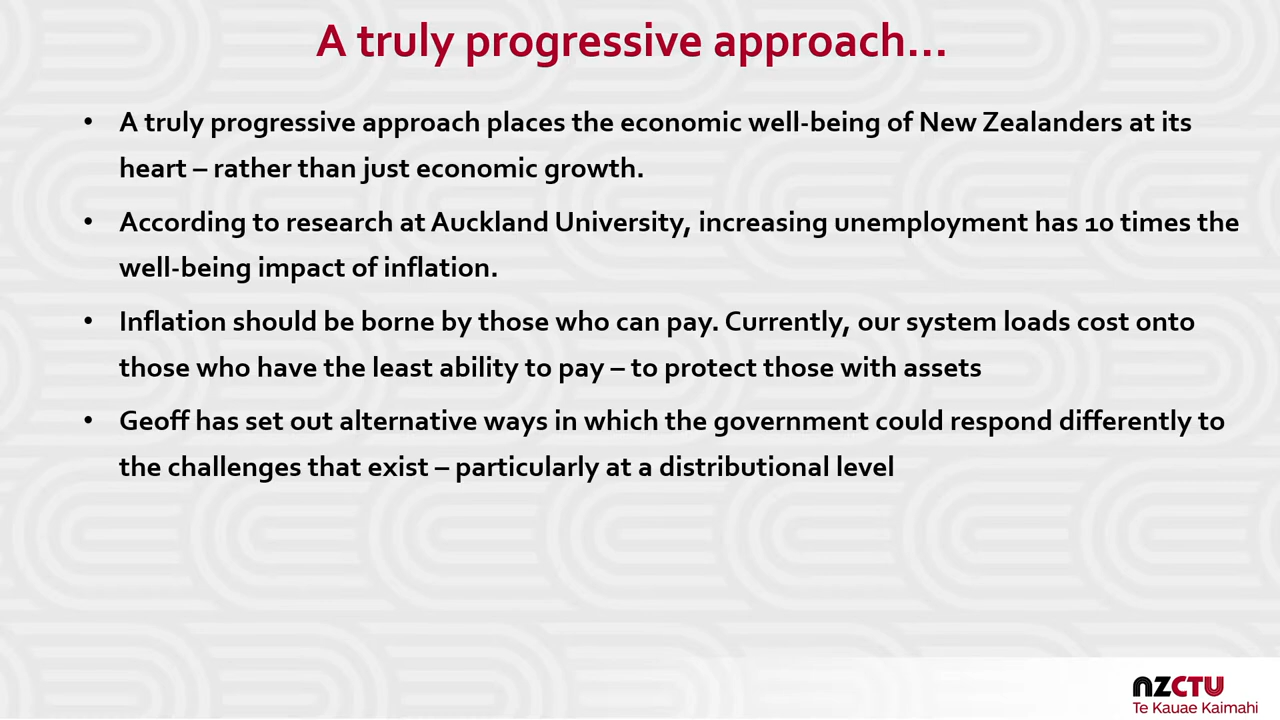 A truly progressive approach...
• A truly progressive approach places the economic well-being of New Zealanders at its
heart – rather than just economic growth.
• According to research at Auckland University, increasing unemployment has 10 times the
well-being impact of inflation.
• Inflation should be borne by those who can pay. Currently, our system loads cost onto
those who have the least ability to pay – to protect those with assets
• Geoff has set out alternative ways in which the government could respond differently to
the challenges that exist – particularly at a distributional level
NZCTU
Te Kauae Kaimahi